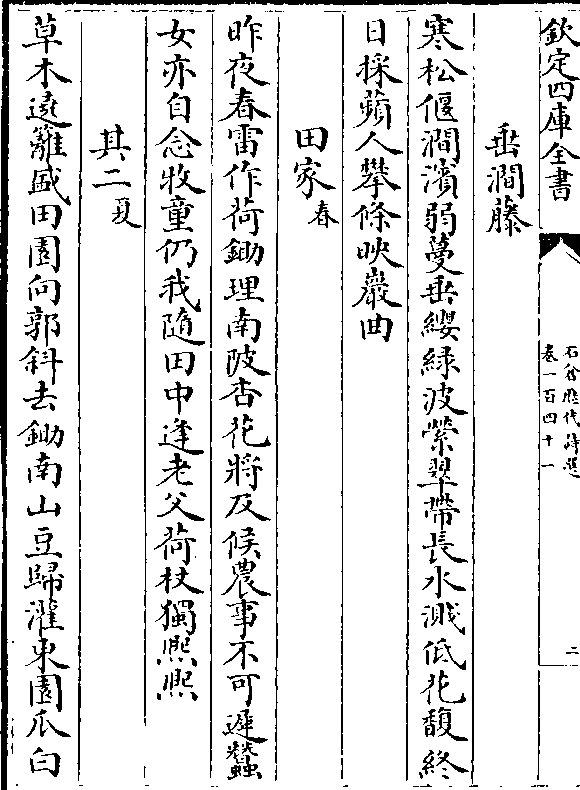 欽定四庫全書
石倉歷代詩選
卷一百四十一
二
垂澗藤
寒松偃澗濱弱蔓垂纓緑波縈翠帶長水濺低花馥終
日採蘋人攀條映巖曲
田家春
昨夜春雷作荷鋤理南陂杏花將及候農事不可遲蠶
女亦自念牧童仍我隨田中逢老父荷杖獨熙熙
其二夏
草木遶籬盛田園向郭斜去鋤南山豆歸灌東園瓜白